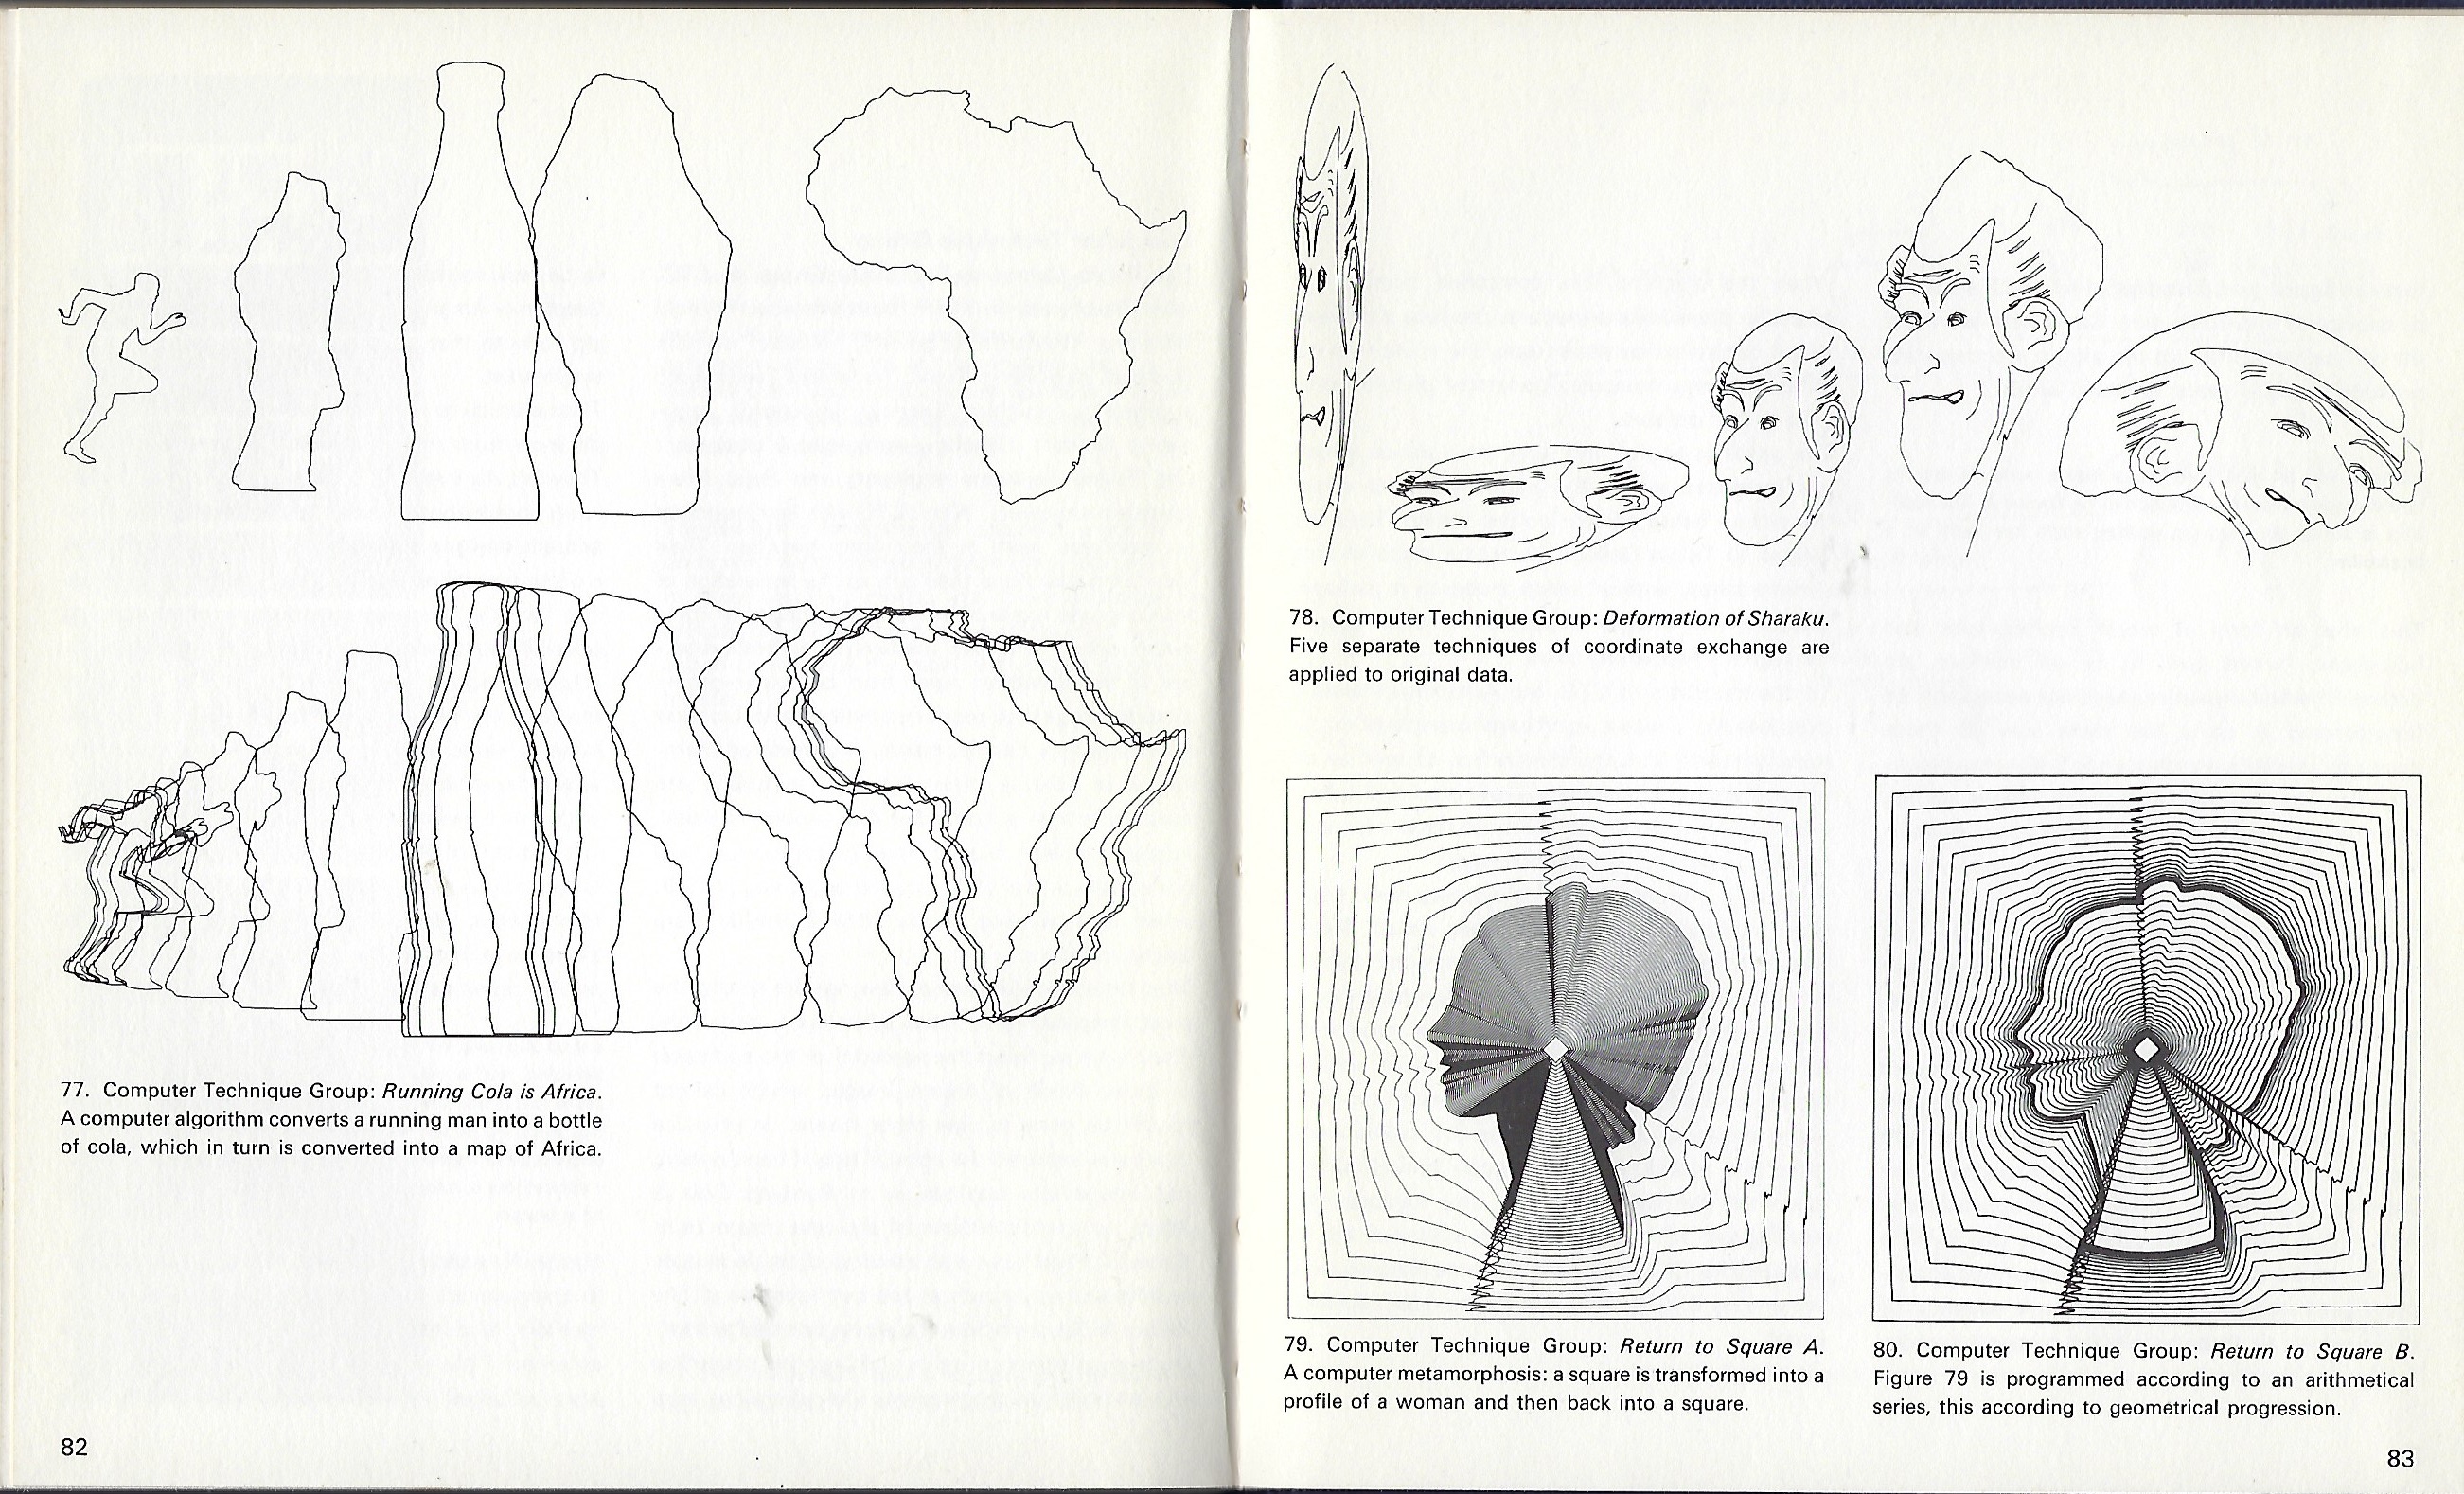 77. Computer Technique Group: Running Cola is Africa.
A computer algorithm converts a running man into a bottle
of cola, which in turn is converted into a map of Africa.
82
78. Computer Technique Group: Deformation of Sharaku.
Five separate techniques of coordinate exchange are
applied to original data.
79. Computer Technique Group: Return to Square A.
A computer metamorphosis: a square is transformed into a
profile of a woman and then back into a square.
80. Computer Technique Group: Return to Square B.
Figure 79 is programmed according to an arithmetical
series, this according to geometrical progression.
83